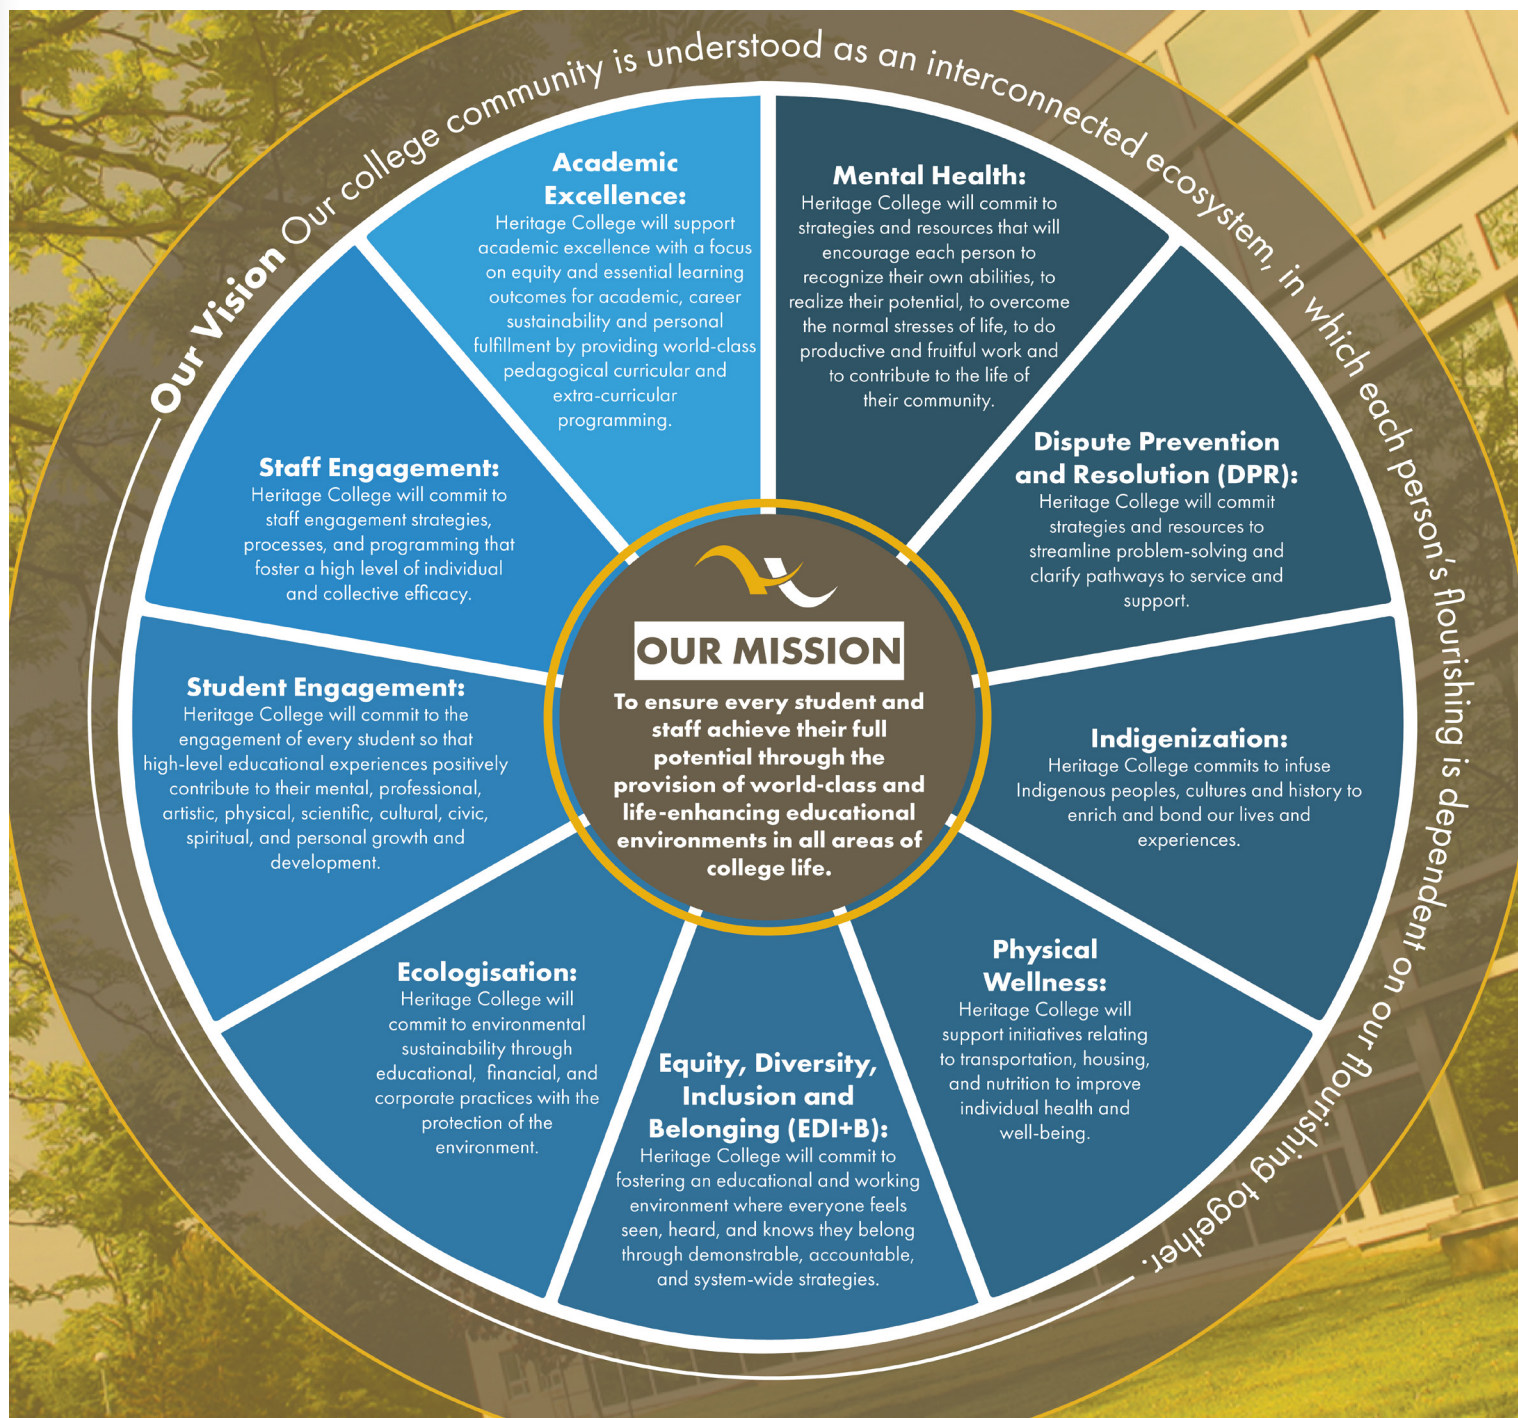 Our Vision Our college community is understood as an interconnected ecosystem, in which each person's flourishing is dependent on our flourishing together.
Academic
Excellence:
Heritage College will support
academic excellence with a focus
on equity and essential learning
outcomes for academic, career
sustainability and personal
fulfillment by providing world-class
pedagogical curricular and
extra-curricular
programming.
Mental Health:
Heritage College will commit to
strategies and resources that will
encourage each person to
recognize their own abilities, to
realize their potential, to overcome
the normal stresses of life, to do
productive and fruitful work and
to contribute to the life of
their community.
Dispute Prevention
and Resolution (DPR):
Heritage College will commit
strategies and resources to
streamline problem-solving and
clarify pathways to service and
support.
Indigenization:
Heritage College commits to infuse
Indigenous peoples, cultures and history to
enrich and bond our lives and
experiences.
Physical
Wellness:
Heritage College will
support initiatives relating
to transportation, housing,
and nutrition to improve
individual health and
well-being.
Equity, Diversity,
Inclusion and
Belonging (EDI+B):
Heritage College will commit to
fostering an educational and working
environment where everyone feels
seen, heard, and knows they belong
through demonstrable, accountable,
and system-wide strategies.
Ecologisation:
Heritage College will
commit to environmental
sustainability through
educational, financial, and
corporate practices with the
protection of the
environment.
Student Engagement:
Heritage College will commit to the
engagement of every student so that
high-level educational experiences positively
contribute to their mental, professional,
artistic, physical, scientific, cultural, civic,
spiritual, and personal growth and
development.
Staff Engagement:
Heritage College will commit to
staff engagement strategies,
processes, and programming that
foster a high level of individual
and collective efficacy.
OUR MISSION
To ensure every student and
staff achieve their full
potential through the
provision of world-class and
life-enhancing educational
environments in all areas of
college life.